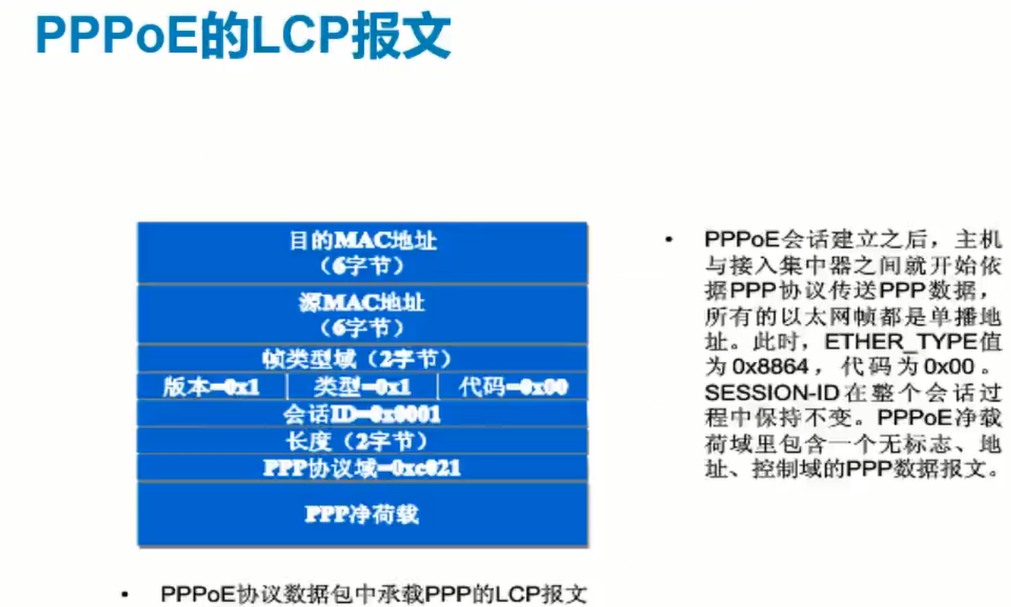 PPPoE的LCP报文
目的MAC地址
（6字节）
源MAC地址
（6字节）
帧类型域（2字节）
版本=0x1 类型=0x1 代码=0x00
会话ID=0x0001
长度（2字节）
PPP协议域=0xc021
PPP净荷载
• PPPoE会话建立之后，主机
与接入集中器之间就开始依
据PPP协议传送PPP数据，
所有的以太网帧都是单播地
址。此时，ETHER_TYPE值
为0x8864，代码为0x00。
SESSION-ID在整个会话过
程中保持不变。PPPoE净载
荷域里包含一个无标志、地
址、控制域的PPP数据报文。
• PPPoE协议数据包中承载PPP的LCP报文